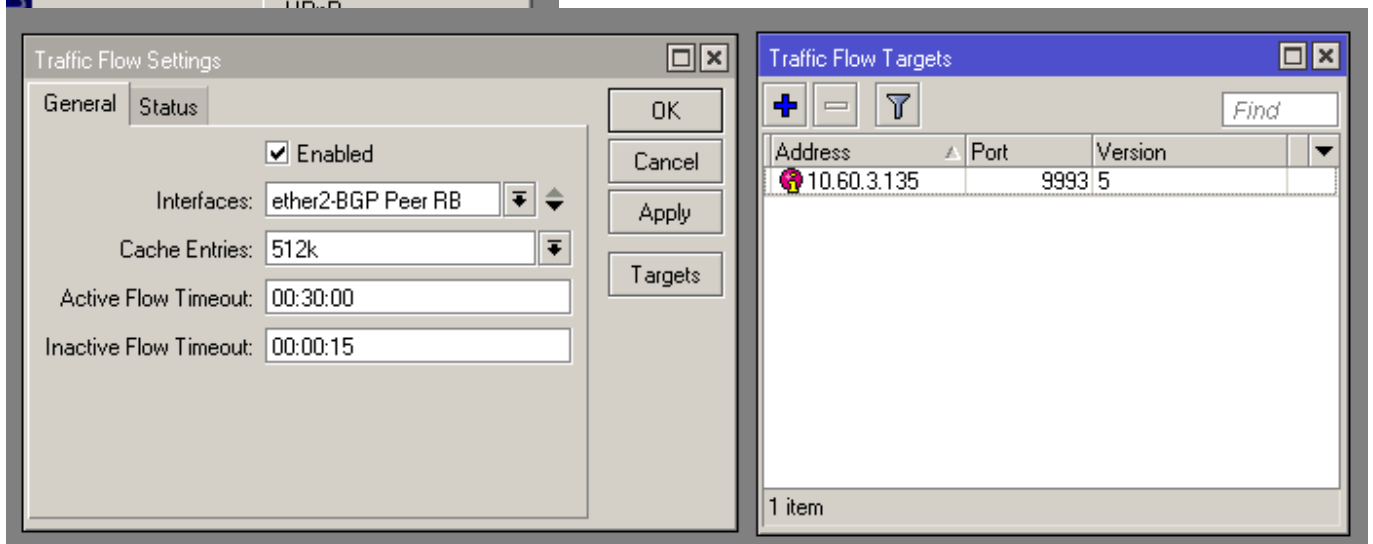 Traffic Flow Settings
General Status
Enabled
Interfaces: ether2-BGP Peer RB
Cache Entries: 512k
Active Flow Timeout: 00:30:00
Inactive Flow Timeout: 00:00:15
OK
Cancel
Apply
Targets
Traffic Flow Targets
Find
Address Port Version
10.60.3.135 9993 5
1 item